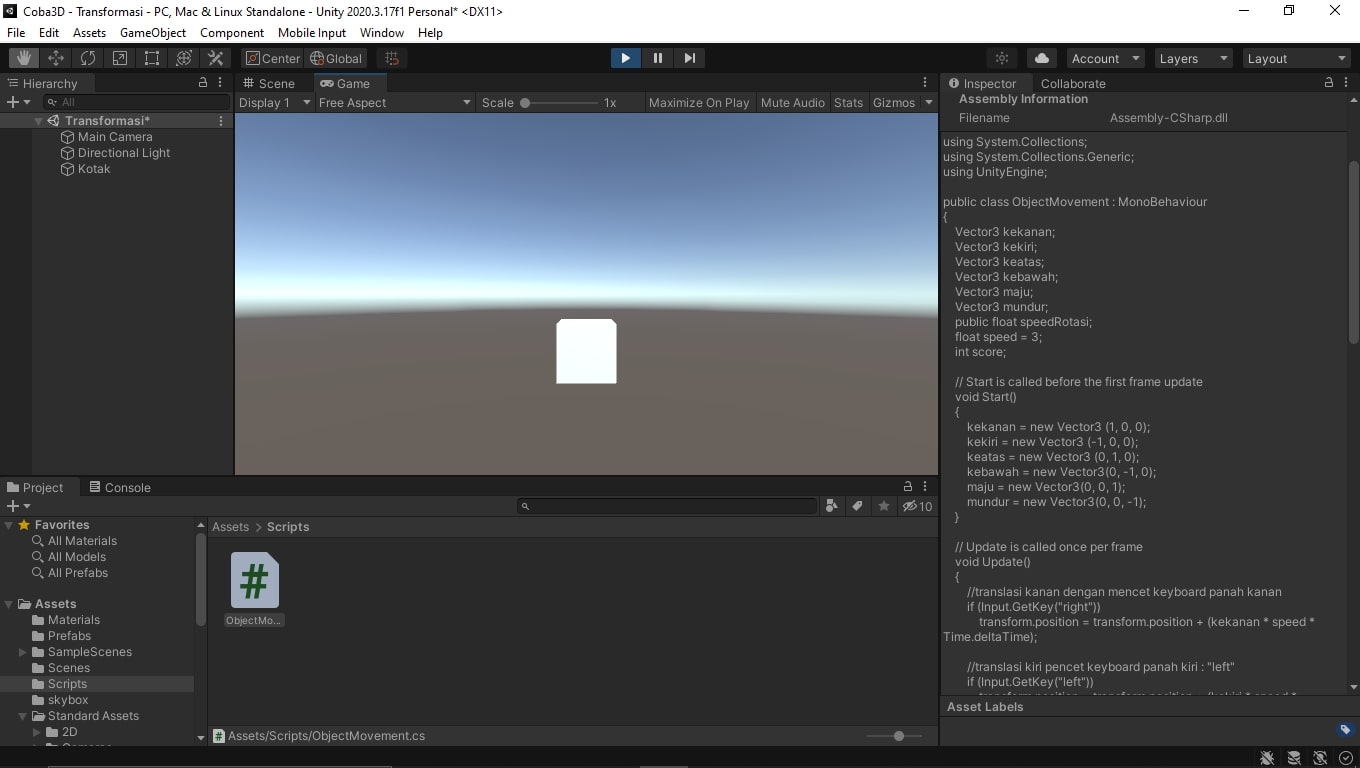 Coba3D - Transformasi - PC, Mac & Linux Standalone - Unity 2020.3.17f1 Personal* <DX11>
File Edit Assets GameObject Component Mobile Input Window Help
Center Global Account Layers Layout
Hierarchy
All
Transformasi*
Main Camera
Directional Light
Kotak
Scene Game
Display 1 Free Aspect Scale 1x Maximize On Play Mute Audio Stats Gizmos
Inspector Collaborate
Assembly Information
Filename Assembly-CSharp.dll
using System.Collections;
using System.Collections.Generic;
using UnityEngine;
public class ObjectMovement : MonoBehaviour
{
Vector3 kekanan;
Vector3 kekiri;
Vector3 keatas;
Vector3 kebawah;
Vector3 maju;
Vector3 mundur;
public float speedRotasi;
float speed = 3;
int score;
// Start is called before the first frame update
void Start()
{
kekanan = new Vector3 (1, 0, 0);
kekiri = new Vector3 (-1, 0, 0);
keatas = new Vector3 (0, 1, 0);
kebawah = new Vector3(0, -1, 0);
maju = new Vector3(0, 0, 1);
mundur = new Vector3(0, 0, -1);
}
// Update is called once per frame
void Update()
{
//translasi kanan dengan mencet keyboard panah kanan
if (Input.GetKey("right"))
transform.position = transform.position + (kekanan * speed *
Time.deltaTime);
//translasi kiri pencet keyboard panah kiri : "left"
if (Input.GetKey("left"))
transform.position = transform.position + (kekiri * speed *
Asset Labels
Project Console
10
Favorites
All Materials
All Models
All Prefabs
Assets
Materials
Prefabs
SampleScenes
Scenes
Scripts
skybox
Standard Assets
2D
Cameras
Assets > Scripts
#
ObjectMo...
Assets/Scripts/ObjectMovement.cs